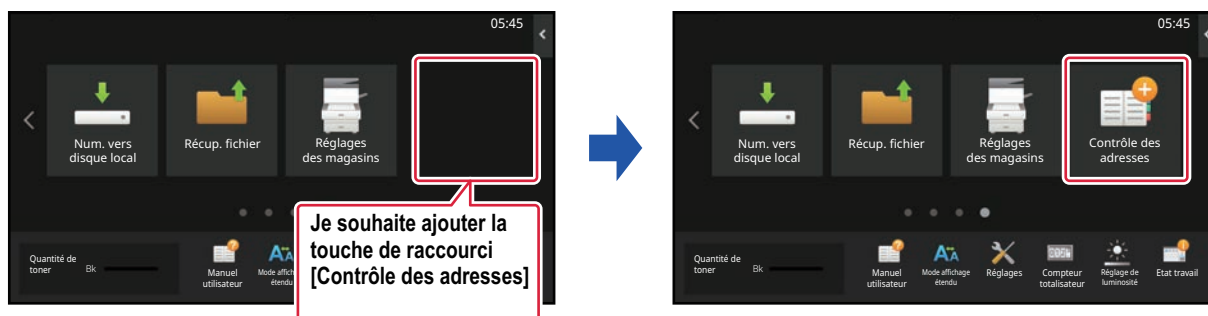 05:45
Num. vers
disque local
Récup. fichier
Réglages
des magasins
Je souhaite ajouter la
touche de raccourci
[Contrôle des adresses]
Quantité de
toner
Bk
Manuel
utilisateur
Mode affich
étendu
05:45
Num. vers
disque local
Récup. fichier
Réglages
des magasins
Contrôle des
adresses
Quantité de
toner
Bk
Manuel
utilisateur
Mode affichage
étendu
Réglages
Compteur
totalisateur
Réglage de
luminosité
Etat travail